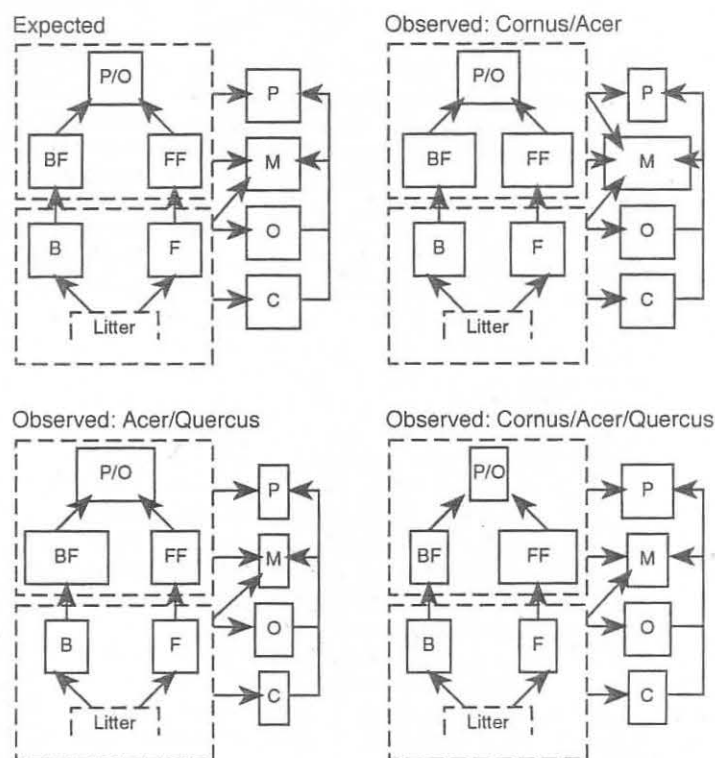 Expected
P/O
P
BF
FF
M
B
F
O
C
Litter
Observed: Cornus/Acer
P/O
P
BF
FF
M
B
F
O
C
Litter
Observed: Acer/Quercus
P/O
P
BF
FF
M
B
F
O
C
Litter
Observed: Cornus/Acer/Quercus
P/O
P
BF
FF
M
B
F
O
C
Litter